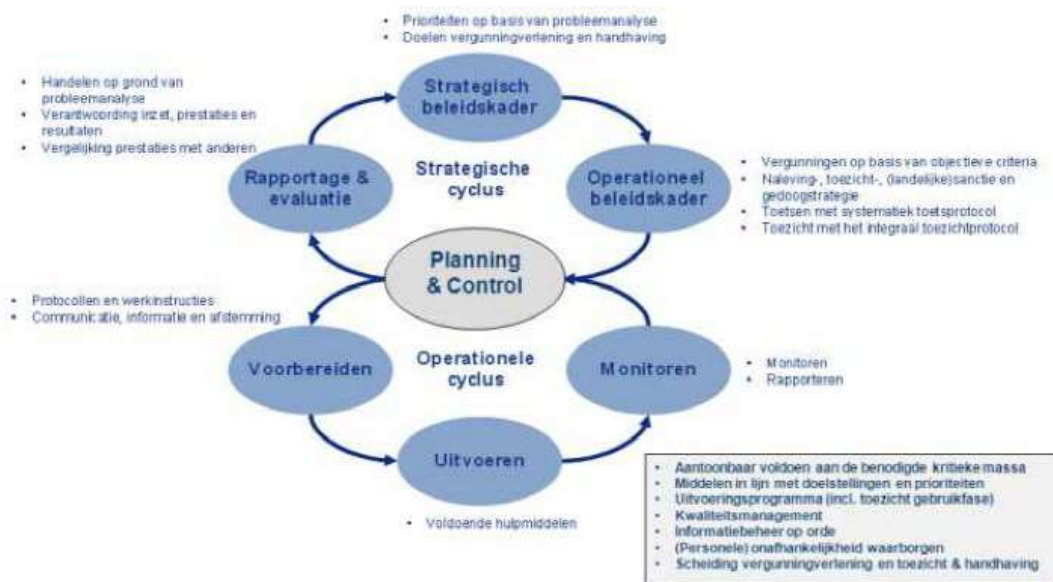 • Prioriteiten op basis van probleemanalyse
• Doelen vergunningverlening en handhaving
• Handelen op grond van
probleemanalyse
• Verantwoording inzet, prestaties en
resultaten
• Vergelijking prestaties met anderen
Strategisch
beleidskader
Strategische
cyclus
Rapportage &
evaluatie
Operationeel
beleidskader
• Vergunningen op basis van objectieve criteria
• Naleving-, toezicht-, (landelijke)sanctie en
gedoogstrategie
• Toetsen met systematiek toetsprotocol
• Toezicht met het integraal toezichtprotocol
Planning
& Control
• Protocollen en werkinstructies
• Communicatie, informatie en afstemming
Operationele
cyclus
Voorbereiden
Monitoren
• Monitoren
• Rapporteren
Uitvoeren
• Voldoende hulpmiddelen
• Aantoonbaar voldoen aan de benodigde kritieke massa
• Middelen in lijn met doelstellingen en prioriteiten
• Uitvoeringsprogramma (incl. toezicht gebruikfase)
• Kwaliteitsmanagement
• Informatiebeheer op orde
• (Personele) onafhankelijkheid waarborgen
• Scheiding vergunningverlening en toezicht & handhaving